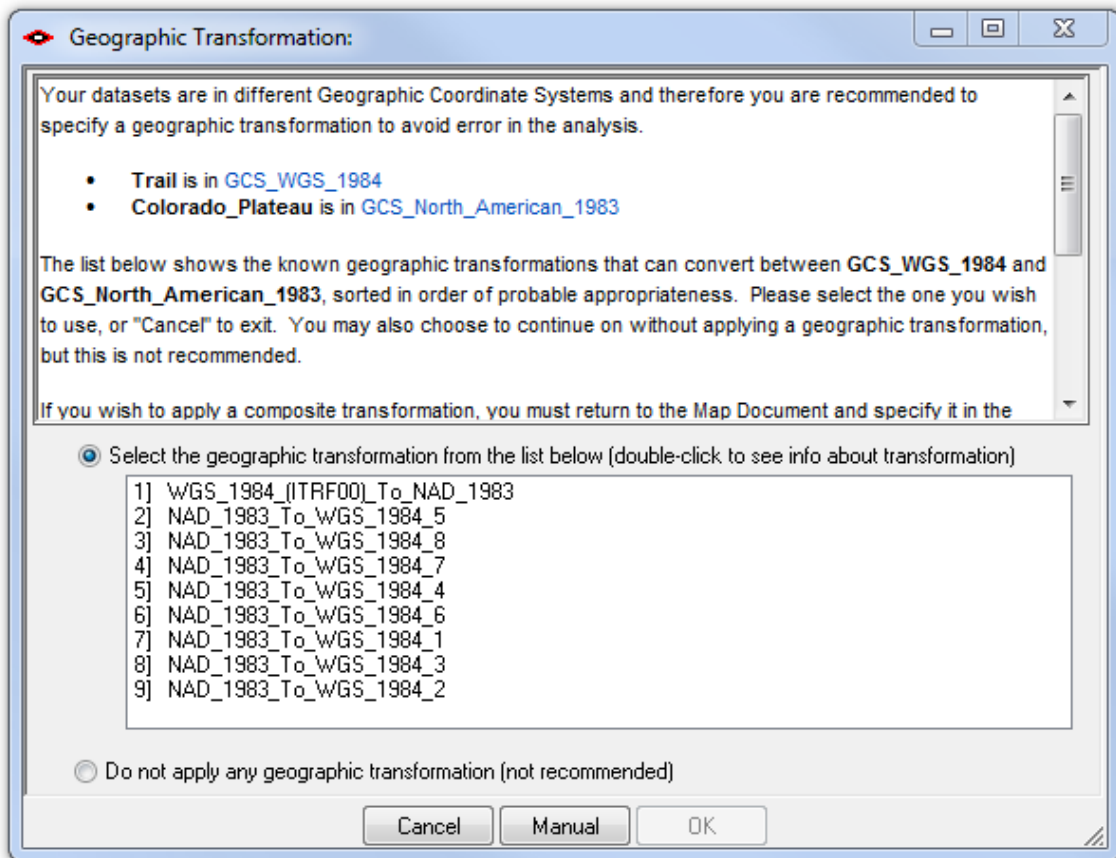 Geographic Transformation:
Your datasets are in different Geographic Coordinate Systems and therefore you are recommended to
specify a geographic transformation to avoid error in the analysis.
• Trail is in GCS_WGS_1984
• Colorado_Plateau is in GCS_North_American_1983
The list below shows the known geographic transformations that can convert between GCS_WGS_1984 and
GCS_North_American_1983, sorted in order of probable appropriateness. Please select the one you wish
to use, or "Cancel" to exit. You may also choose to continue on without applying a geographic transformation,
but this is not recommended.
If you wish to apply a composite transformation, you must return to the Map Document and specify it in the
Select the geographic transformation from the list below (double-click to see info about transformation)
1] WGS_1984_(ITRF00)_To_NAD_1983
2] NAD_1983_To_WGS_1984_5
3] NAD_1983_To_WGS_1984_8
4] NAD_1983_To_WGS_1984_7
5] NAD_1983_To_WGS_1984_4
6] NAD_1983_To_WGS_1984_6
7] NAD_1983_To_WGS_1984_1
8] NAD_1983_To_WGS_1984_3
9] NAD_1983_To_WGS_1984_2
Do not apply any geographic transformation (not recommended)
Cancel Manual OK